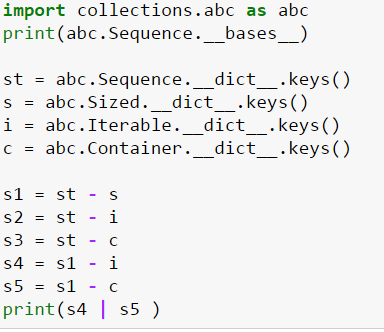 import collections.abc as abc
print(abc.Sequence.__bases__)
st = abc.Sequence.__dict__.keys()
s = abc.Sized.__dict__.keys()
i = abc.Iterable.__dict__.keys()
c = abc.Container.__dict__.keys()
s1 = st - s
s2 = st - i
s3 = st - c
s4 = s1 - i
s5 = s1 - c
print(s4 | s5 )